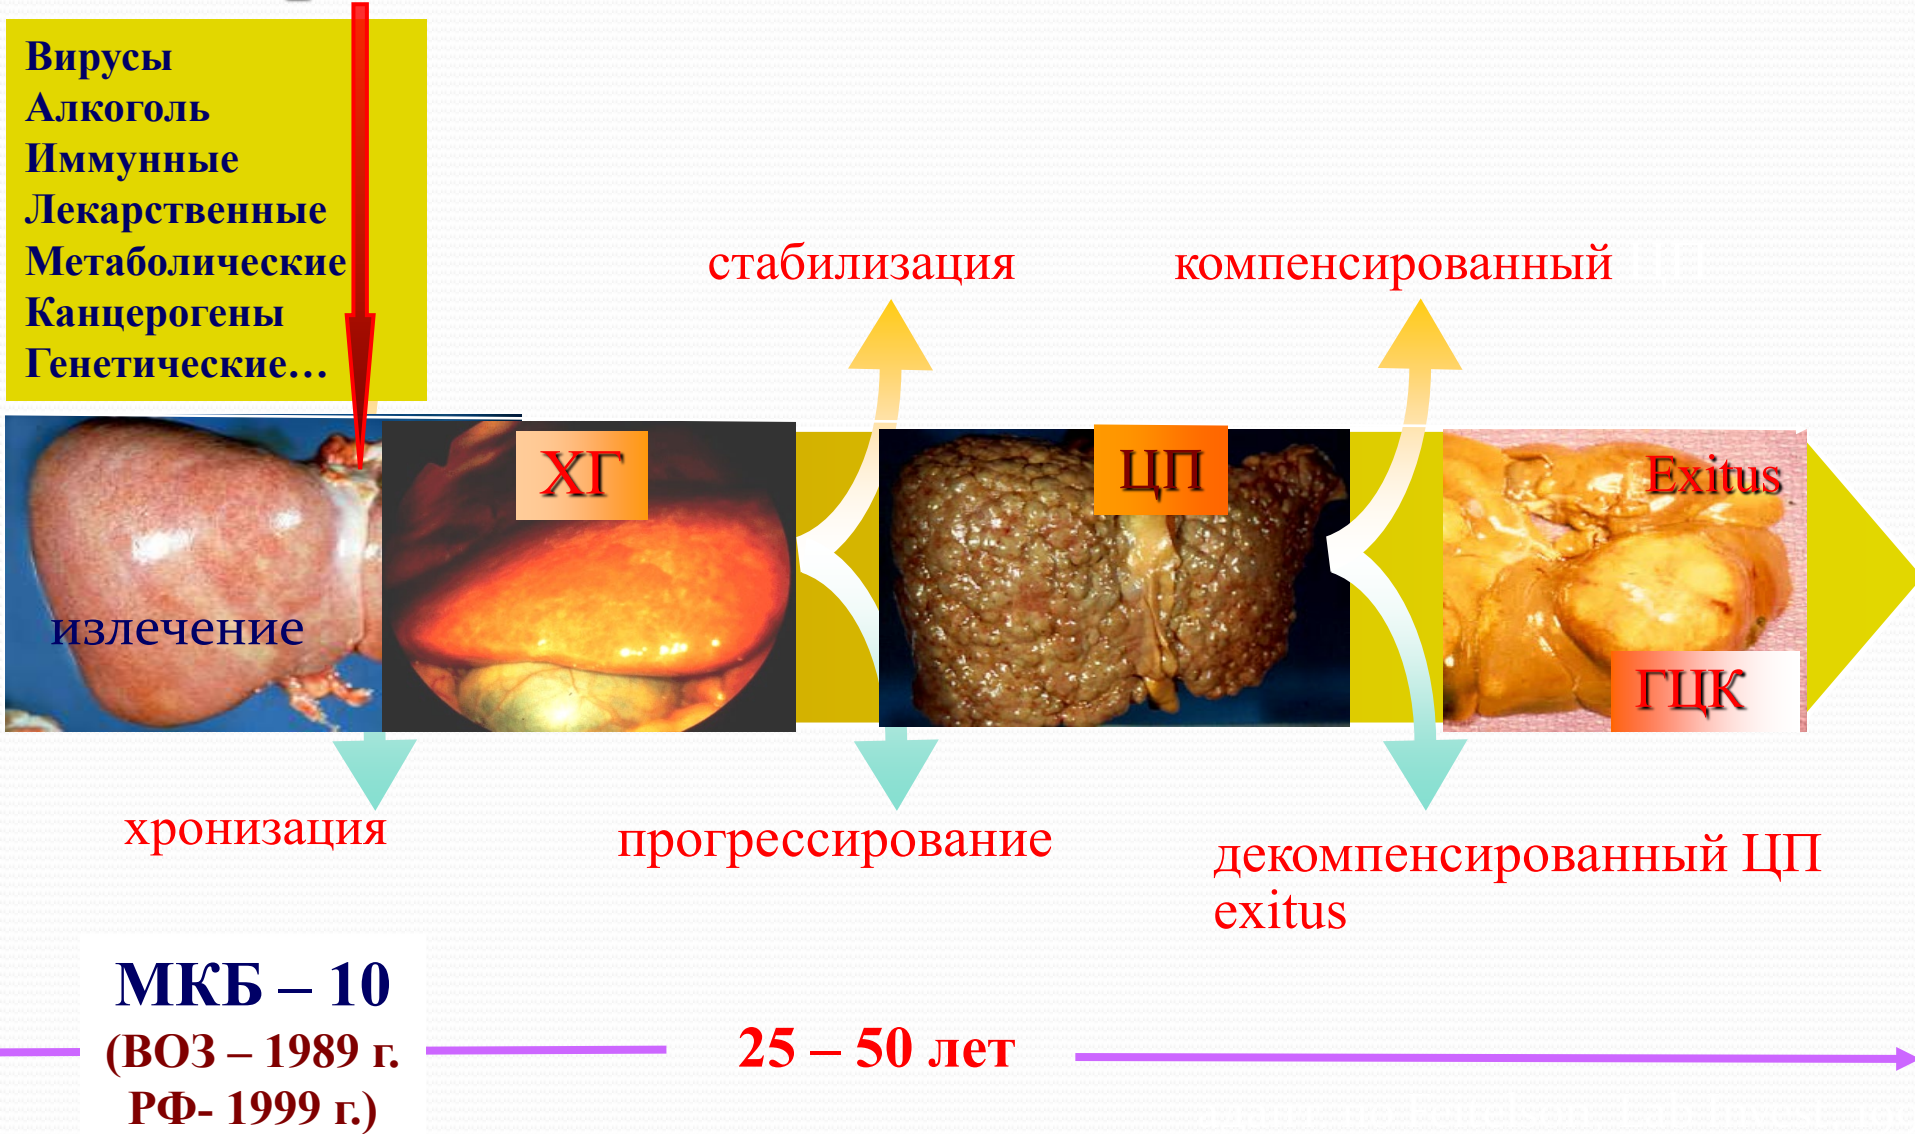 Вирусы
Алкоголь
Иммунные
Лекарственные
Метаболические
Канцерогены
Генетические…
стабилизация
компенсированный
ХГ
ЦП
Exitus
излечение
ГЦК
хронизация
прогрессирование
декомпенсированный ЦП
exitus
МКБ – 10
(ВОЗ – 1989 г.
РФ- 1999 г.)
25 – 50 лет